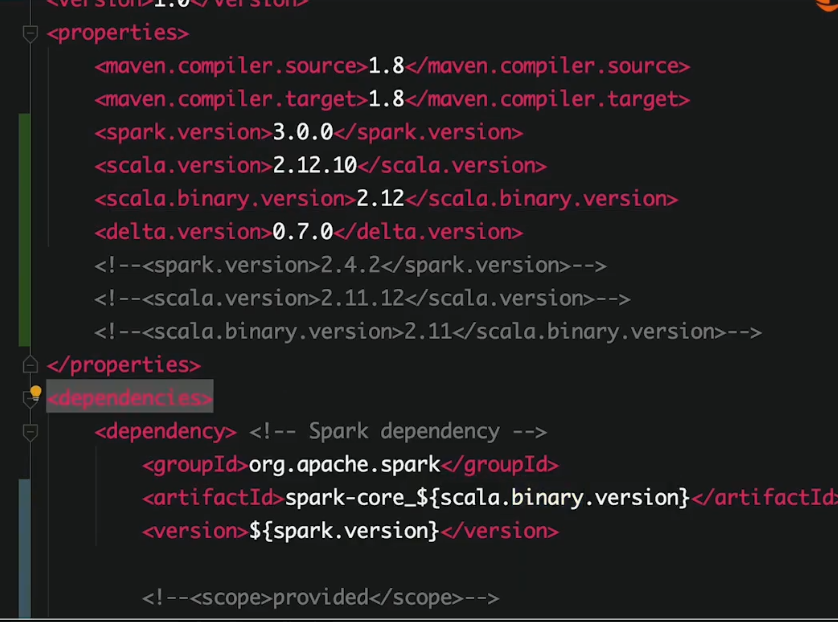 <version>1.0</version>
<properties>
<maven.compiler.source>1.8</maven.compiler.source>
<maven.compiler.target>1.8</maven.compiler.target>
<spark.version>3.0.0</spark.version>
<scala.version>2.12.10</scala.version>
<scala.binary.version>2.12</scala.binary.version>
<delta.version>0.7.0</delta.version>
<!--<spark.version>2.4.2</spark.version>-->
<!--<scala.version>2.11.12</scala.version>-->
<!--<scala.binary.version>2.11</scala.binary.version>-->
</properties>
<dependencies>
<dependency> <!-- Spark dependency -->
<groupId>org.apache.spark</groupId>
<artifactId>spark-core_${scala.binary.version}</artifactId>
<version>${spark.version}</version>
<!--<scope>provided</scope>-->